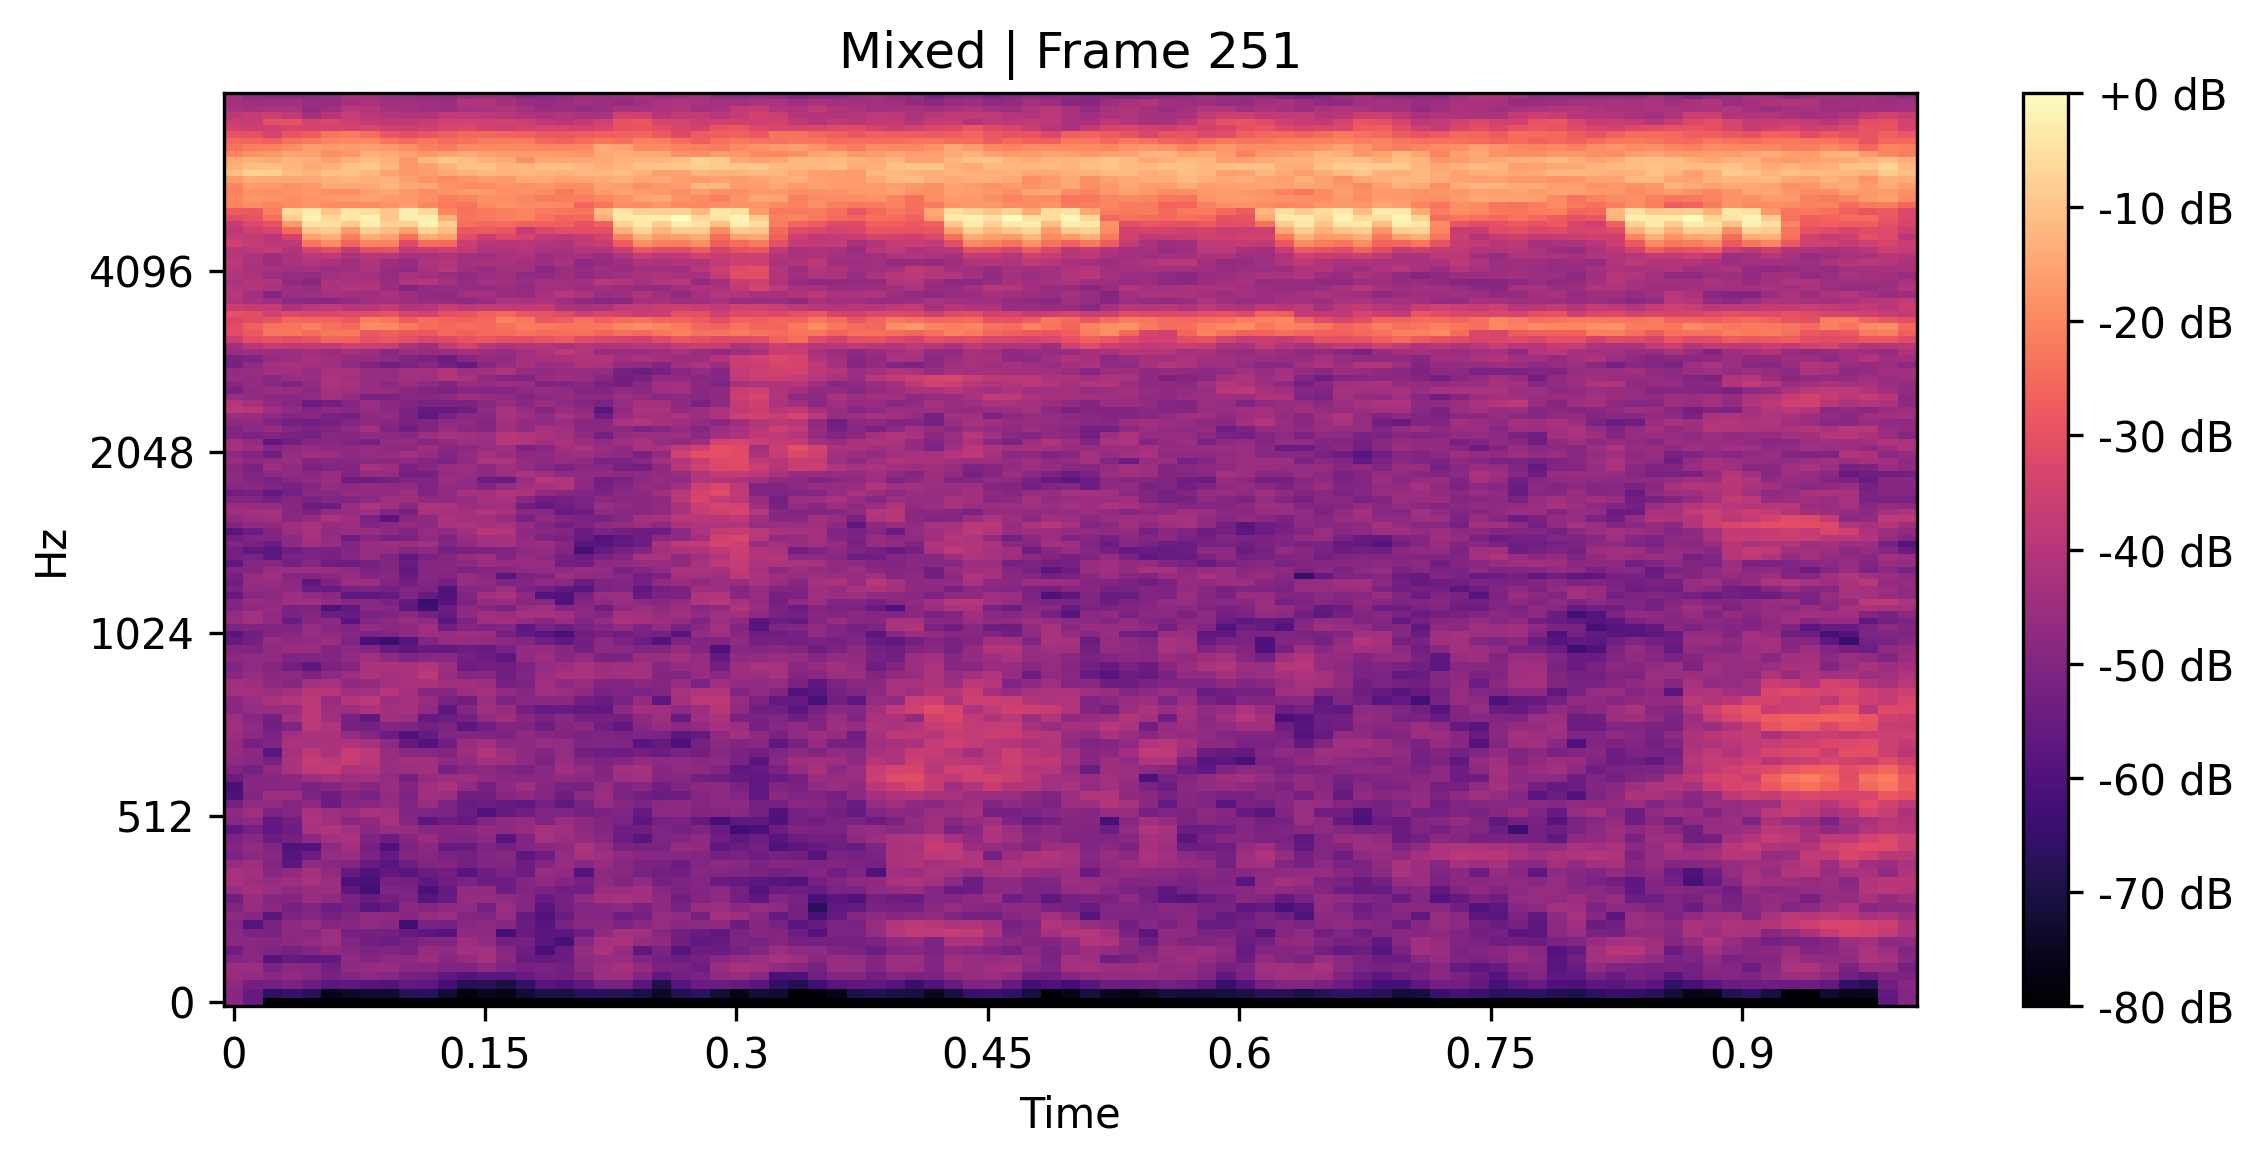 Mixed | Frame 251
+0 dB
-10 dB
-20 dB
-30 dB
-40 dB
-50 dB
-60 dB
-70 dB
-80 dB
4096
2048
1024
512
0
Hz
0 0.15 0.3 0.45 0.6 0.75 0.9
Time